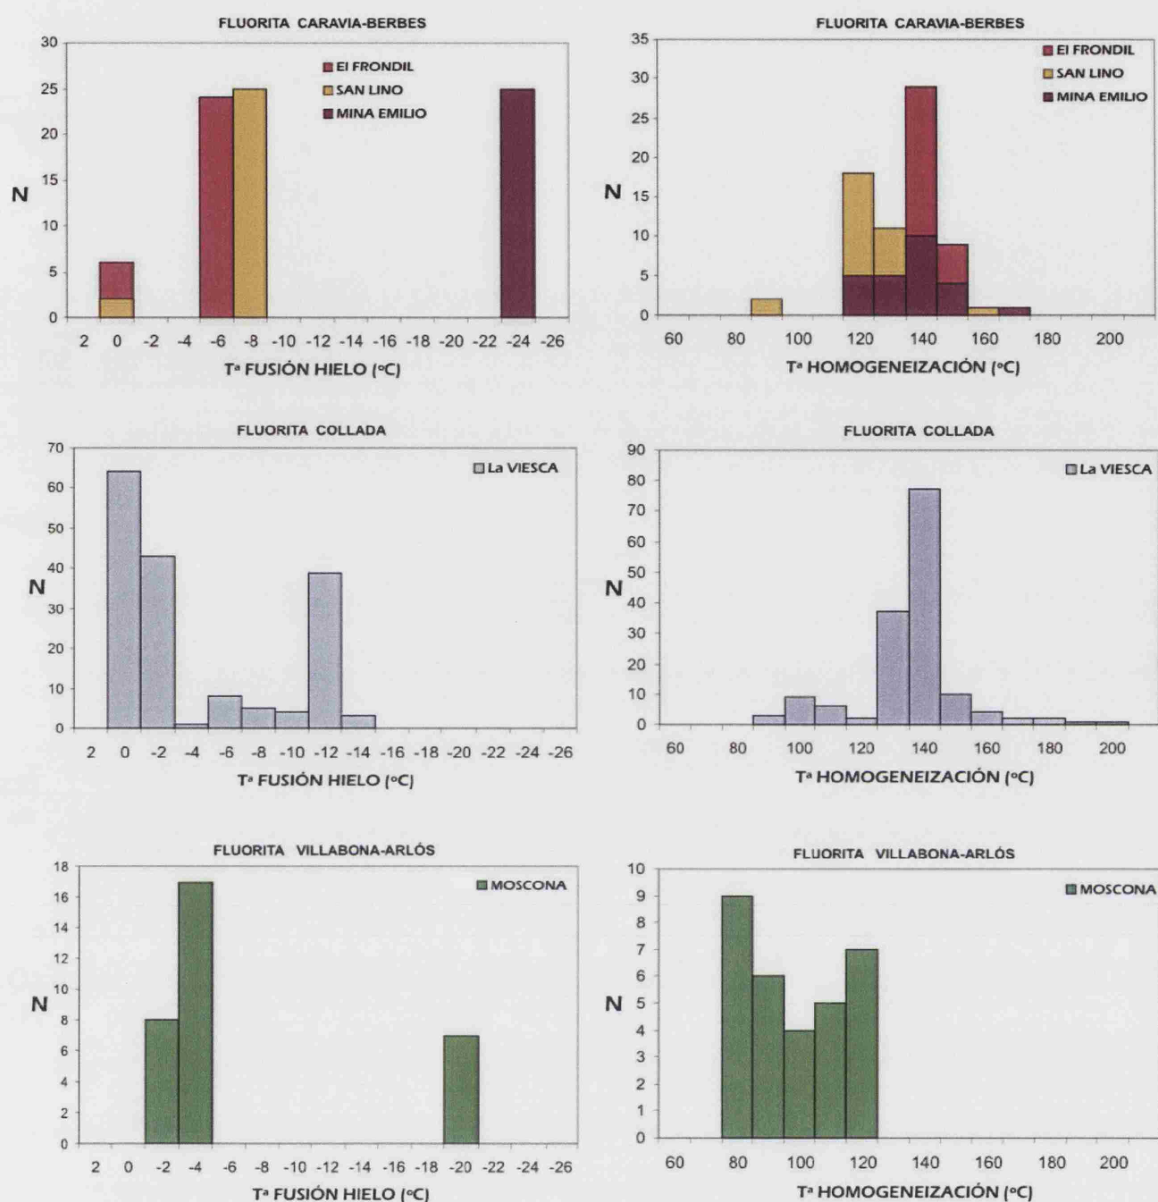 FLUORITA CARAVIA-BERBES
30
25
20
15
10
5
0
N
El FRONDIL
SAN LINO
MINA EMILIO
2 0 -2 -4 -6 -8 -10 -12 -14 -16 -18 -20 -22 -24 -26
Tª FUSIÓN HIELO (ºC)
FLUORITA CARAVIA-BERBES
35
30
25
20
15
10
5
0
N
El FRONDIL
SAN LINO
MINA EMILIO
60 80 100 120 140 160 180 200
Tª HOMOGENEIZACIÓN (ºC)
FLUORITA COLLADA
70
60
50
40
30
20
10
0
N
La VIESCA
2 0 -2 -4 -6 -8 -10 -12 -14 -16 -18 -20 -22 -24 -26
Tª FUSIÓN HIELO (ºC)
FLUORITA COLLADA
90
80
70
60
50
40
30
20
10
0
N
La VIESCA
60 80 100 120 140 160 180 200
Tª HOMOGENEIZACIÓN (ºC)
FLUORITA VILLABONA-ARLÓS
18
16
14
12
10
8
6
4
2
0
N
MOSCONA
2 0 -2 -4 -6 -8 -10 -12 -14 -16 -18 -20 -22 -24 -26
Tª FUSIÓN HIELO (ºC)
FLUORITA VILLABONA-ARLÓS
10
9
8
7
6
5
4
3
2
1
0
N
MOSCONA
60 80 100 120 140 160 180 200
Tª HOMOGENEIZACIÓN (ºC)